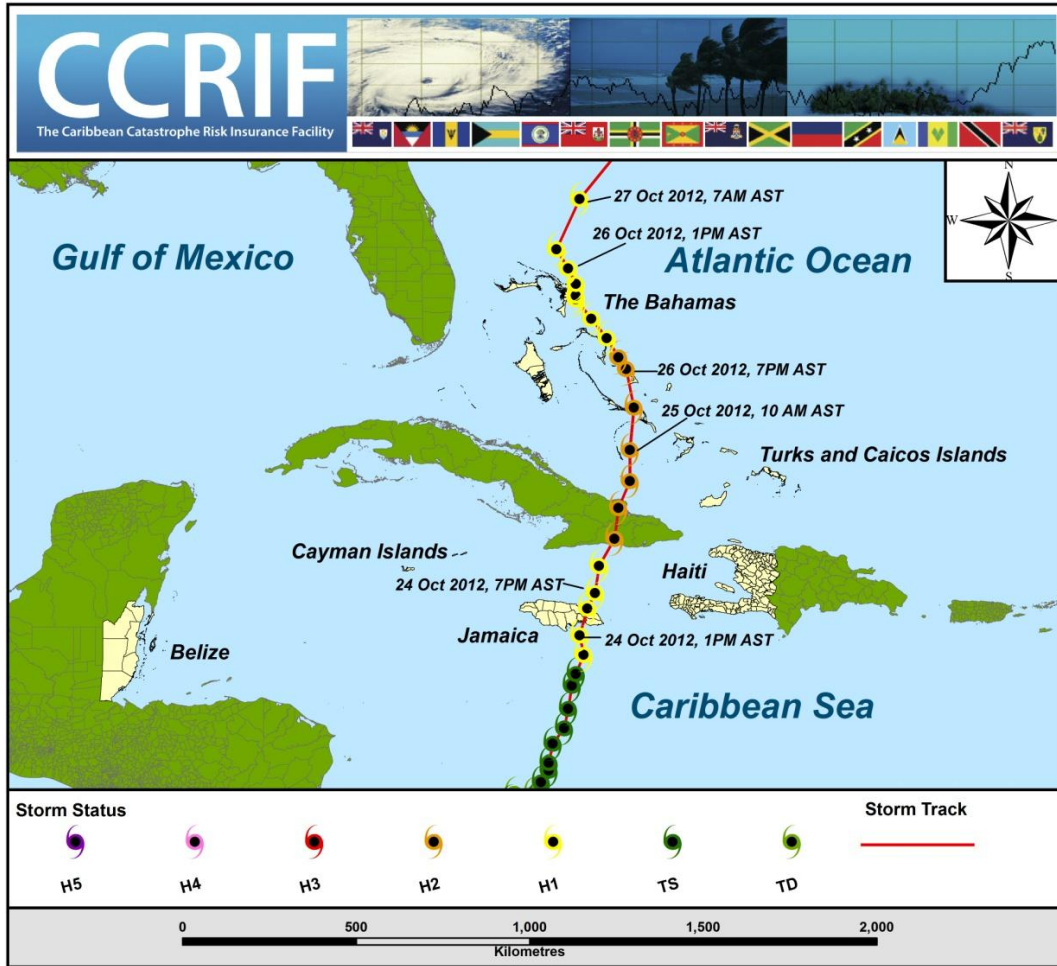 CCRIF
The Caribbean Catastrophe Risk Insurance Facility
N
W
S
27 Oct 2012, 7AM AST
26 Oct 2012, 1PM AST
Gulf of Mexico
Atlantic Ocean
The Bahamas
26 Oct 2012, 7PM AST
25 Oct 2012, 10 AM AST
Turks and Caicos Islands
Cayman Islands
Haiti
24 Oct 2012, 7PM AST
Jamaica
24 Oct 2012, 1PM AST
Belize
Caribbean Sea
Storm Status
Storm Track
H5
H4
H3
H2
H1
TS
TD
0
500
1,000
1,500
2,000
Kilometres